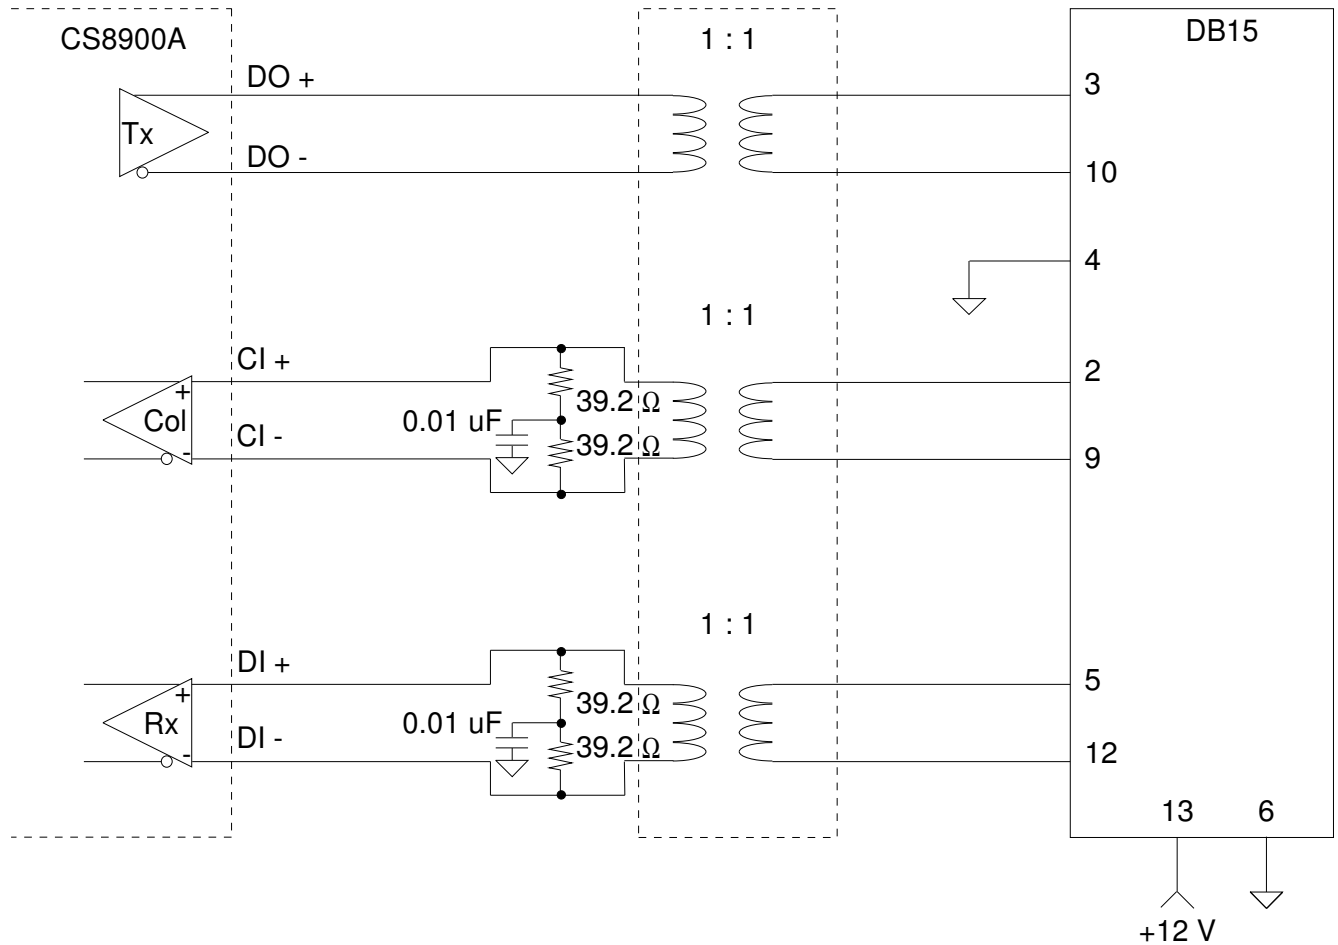 CS8900A
1 : 1
DB15
DO +
3
Tx
DO -
10
4
1 : 1
CI +
2
+
39.2 Ω
Col
0.01 uF
CI -
39.2 Ω
-
9
1 : 1
DI +
5
+
39.2 Ω
Rx
0.01 uF
DI -
39.2 Ω
-
12
13
6
+12 V